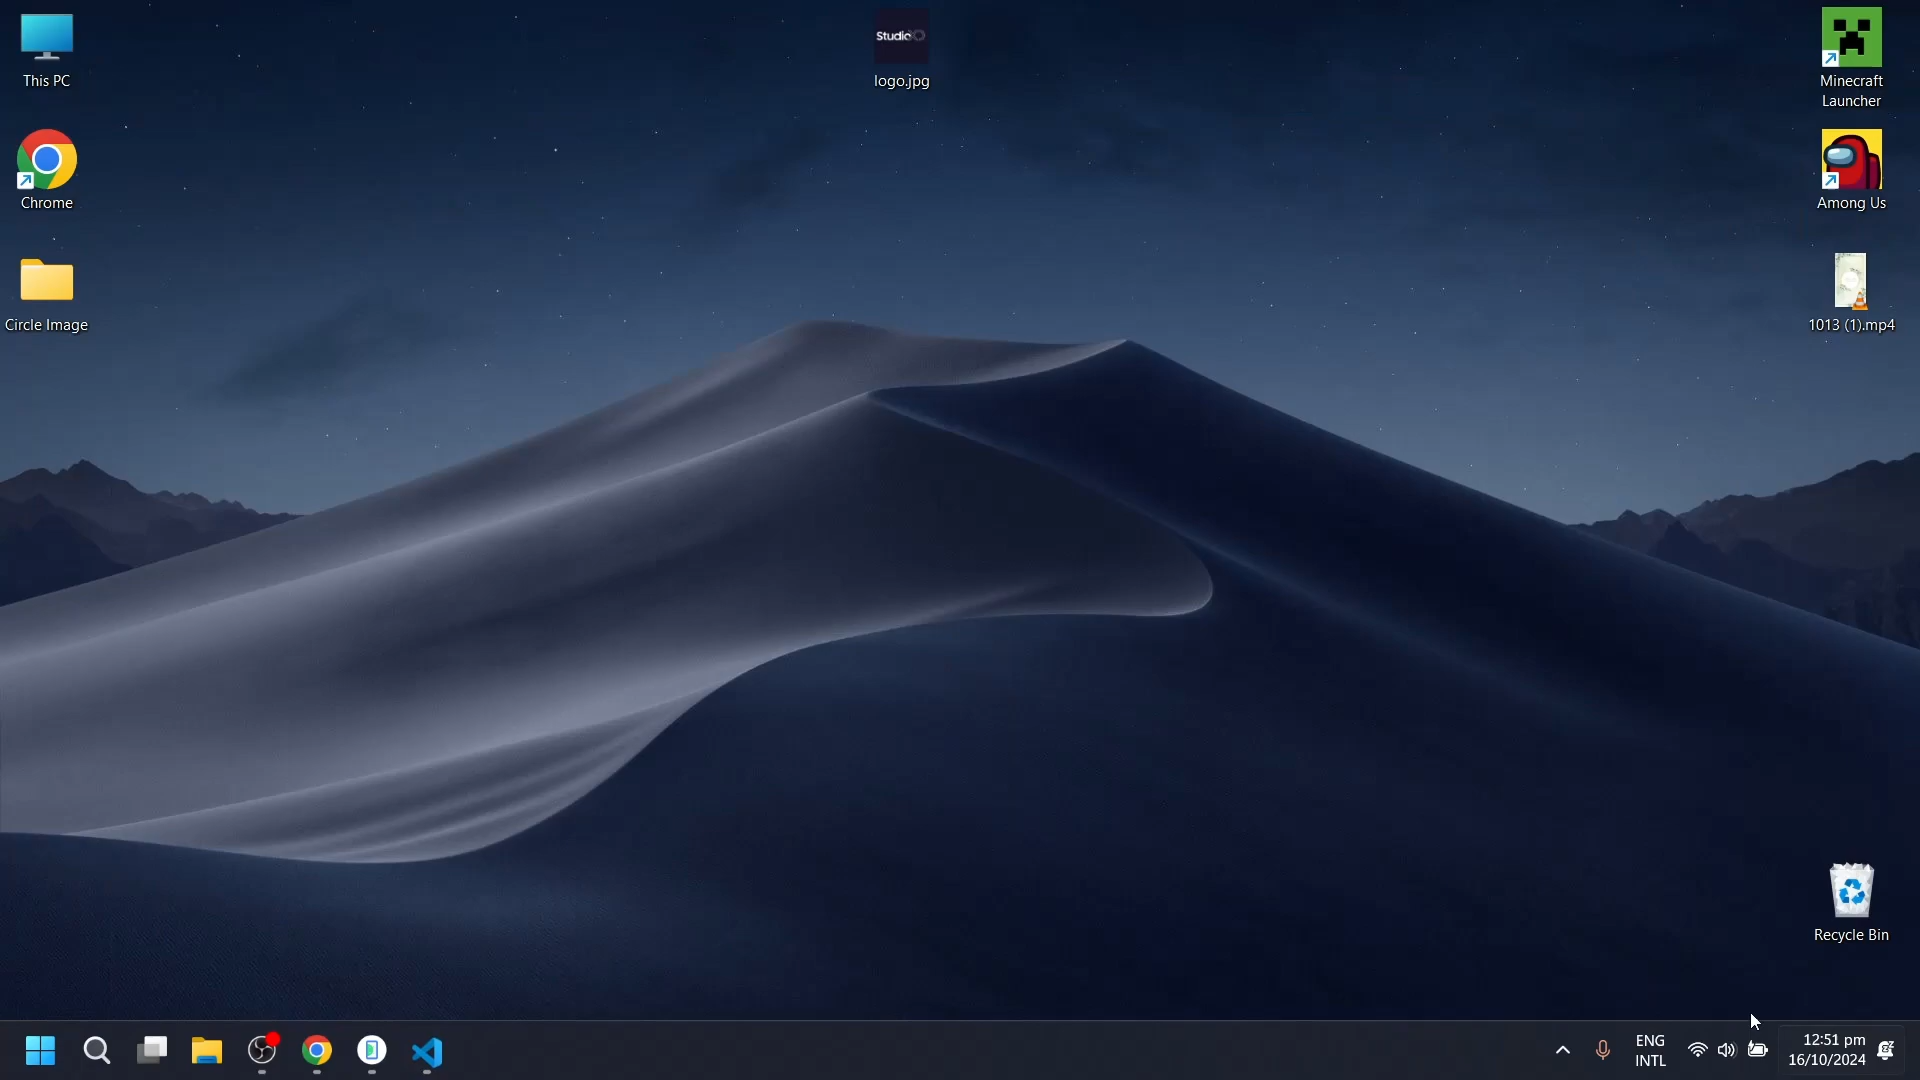 This PC
StudioIO
logo.jpg
Minecraft
Launcher
Chrome
Among Us
Circle Image
1013 (1).mp4
Recycle Bin
ENG
INTL
12:51 pm
16/10/2024